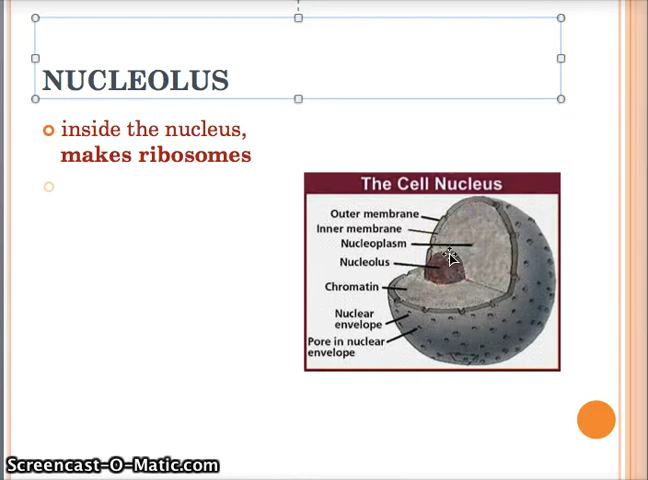 NUCLEOLUS
inside the nucleus,
makes ribosomes
The Cell Nucleus
Outer membrane
Inner membrane
Nucleoplasm
Nucleolus
Chromatin
Nuclear
envelope
Pore in nuclear
envelope
Screencast-O-Matic.com